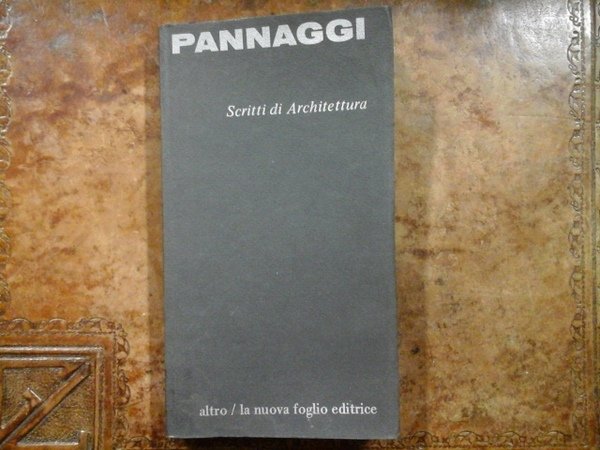 PANNAGGI
Scritti di Architettura
altro / la nuova foglio editrice